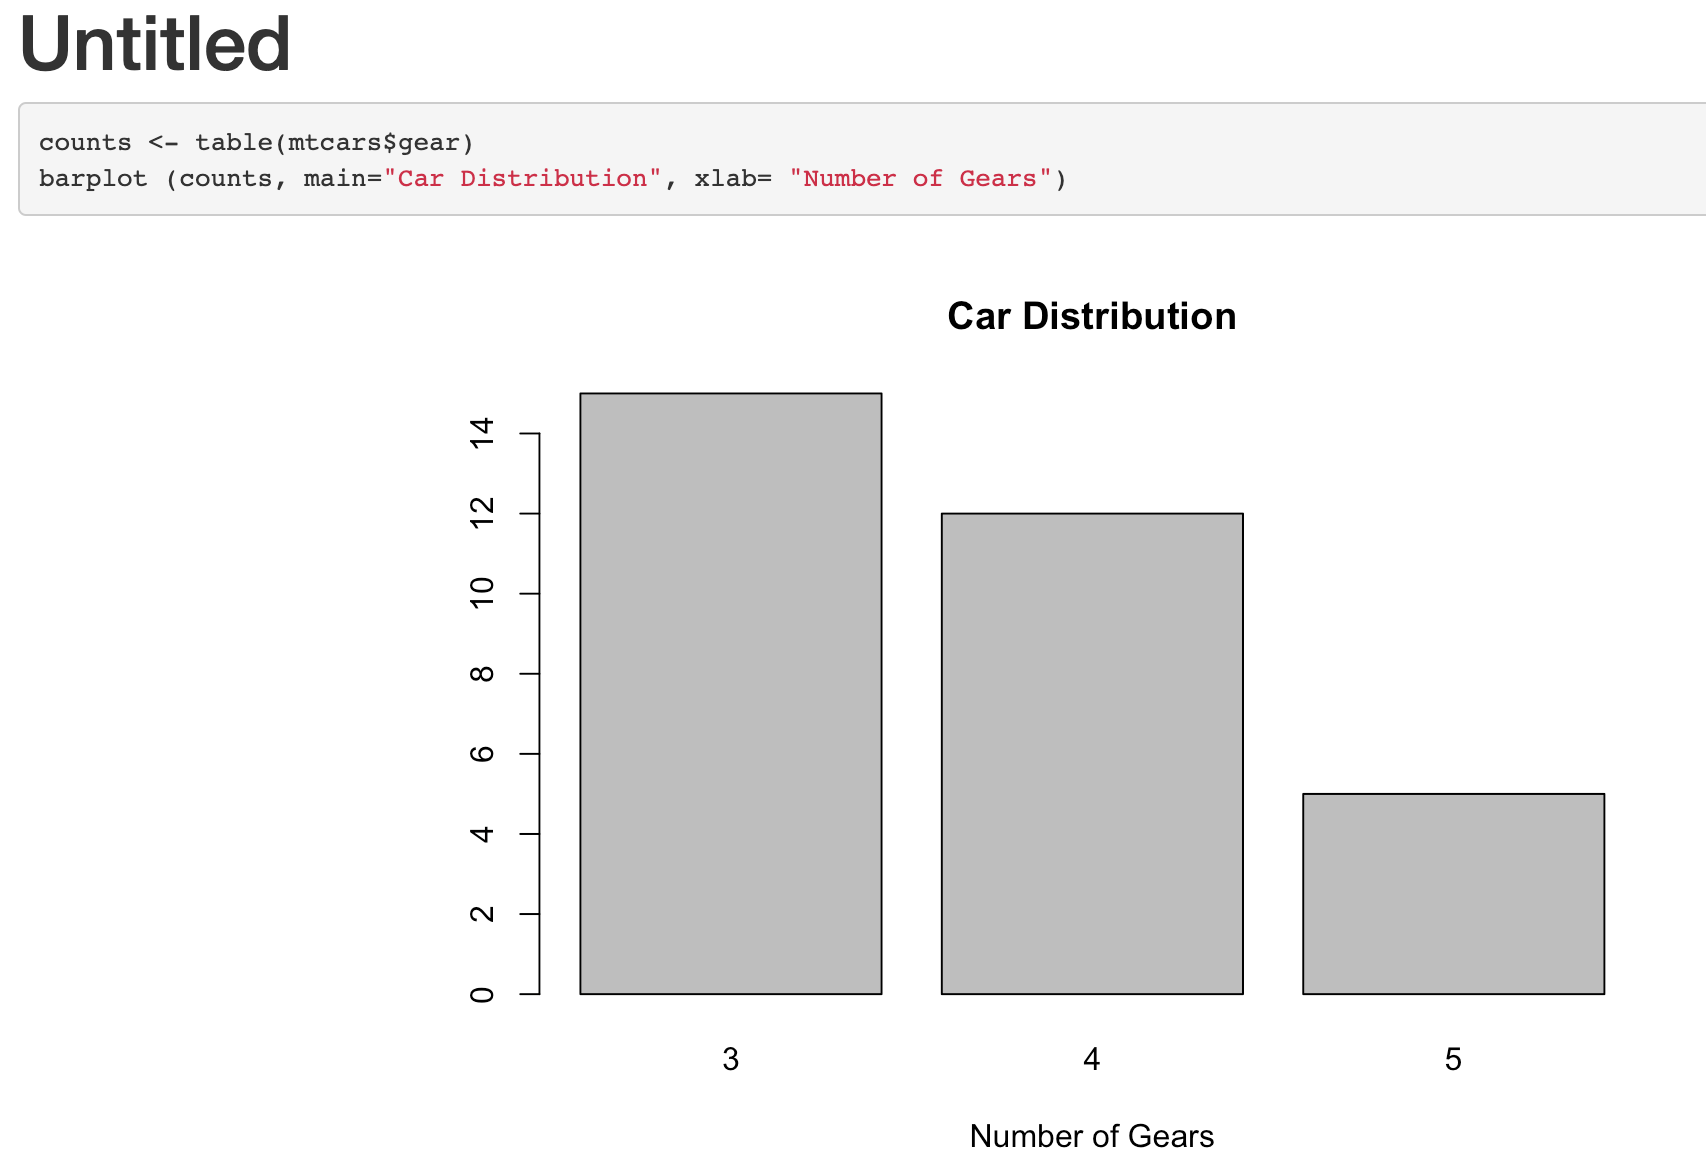 Untitled
counts <- table(mtcars$gear)
barplot (counts, main="Car Distribution", xlab= "Number of Gears")
Car Distribution
14
12
10
8
6
4
2
0
3 4 5
Number of Gears